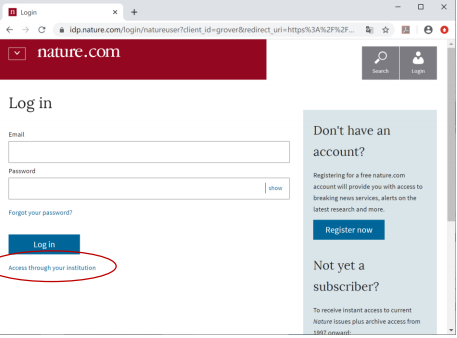 Login
idp.nature.com/login/natureuser?client_id=grover&redirect_uri=https%3A%2F%2F...
nature.com
Search
Login
Log in
Email
Password
show
Forgot your password?
Log in
Access through your institution
Don't have an
account?
Registering for a free nature.com
account will provide you with access to
breaking news services, alerts on the
latest research and more.
Register now
Not yet a
subscriber?
To receive instant access to current
Nature issues plus archive access from
1997 onward: